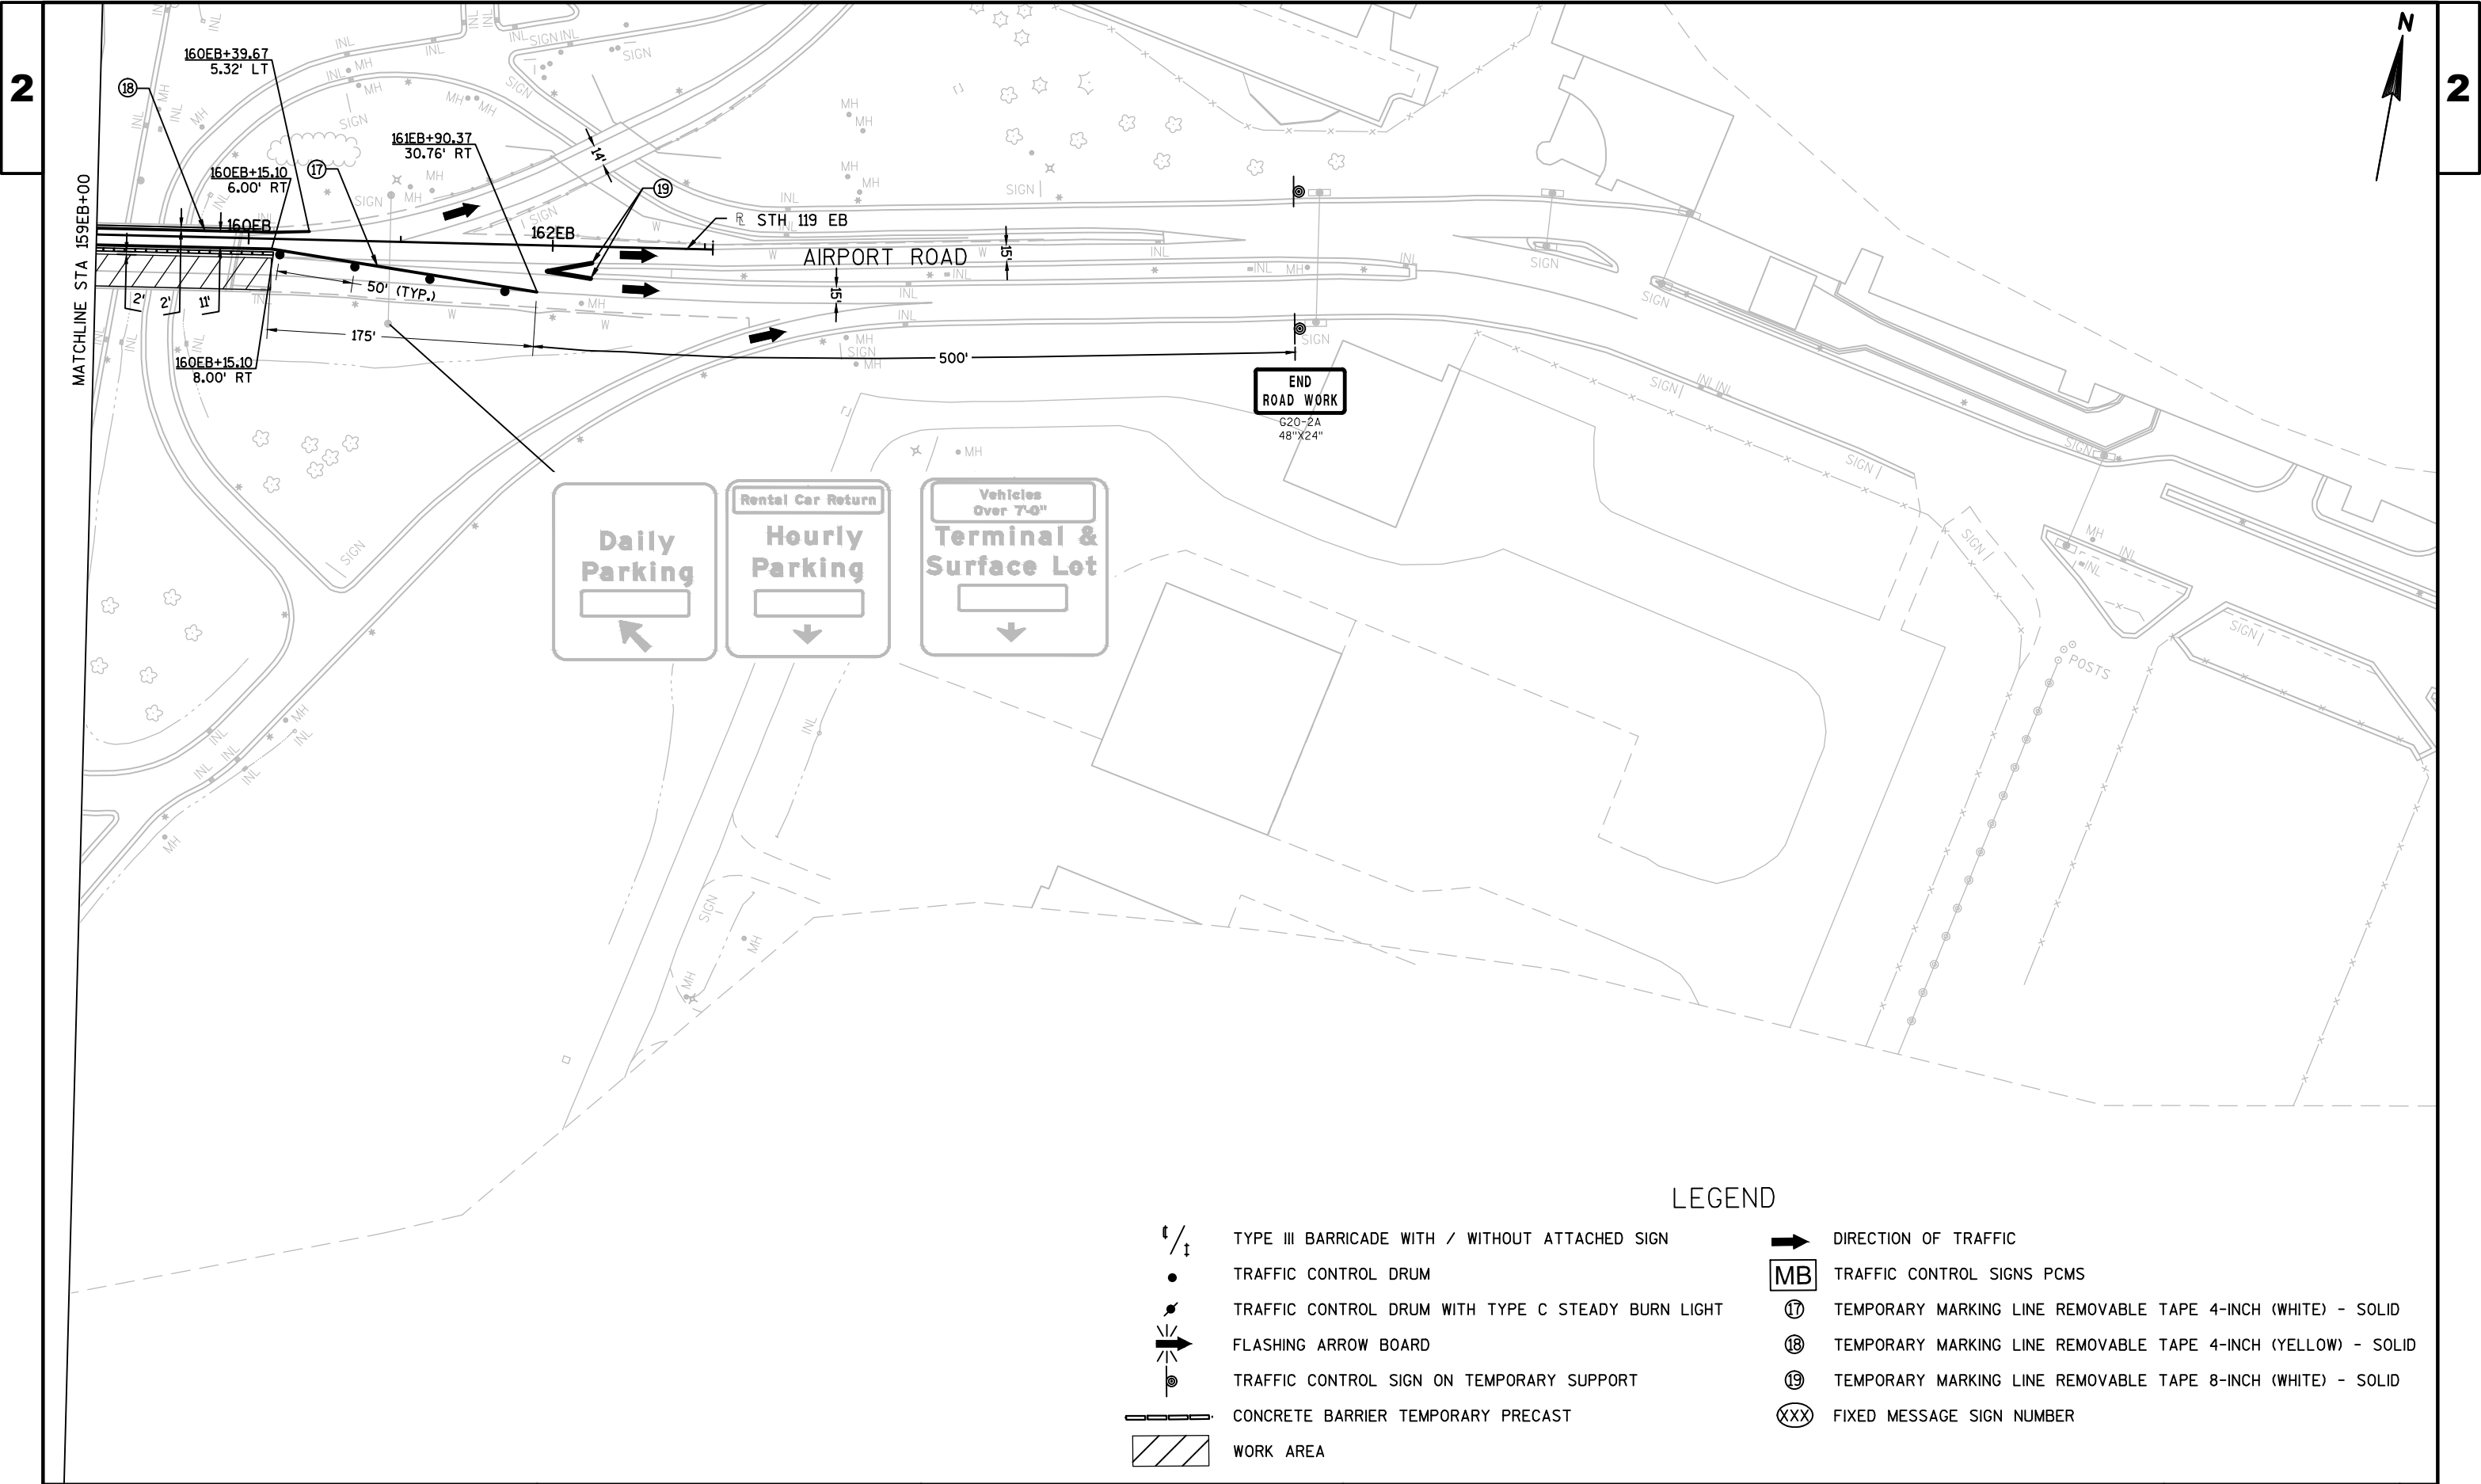 2
2
N
MATCHLINE STA 159EB+00
160EB+39.67
5.32' LT
18
160EB+15.10
6.00' RT
17
161EB+90.37
30.76' RT
14'
19
160EB
162EB
R STH 119 EB
AIRPORT ROAD
15'
15'
2'
2'
11'
50' (TYP.)
175'
500'
160EB+15.10
8.00' RT
END
ROAD WORK
G20-2A
48"X24"
Daily
Parking
Rental Car Return
Hourly
Parking
Vehicles
Over 7'-0"
Terminal &
Surface Lot
INL
MH
SIGN
W
POSTS
LEGEND
TYPE III BARRICADE WITH / WITHOUT ATTACHED SIGN
TRAFFIC CONTROL DRUM
TRAFFIC CONTROL DRUM WITH TYPE C STEADY BURN LIGHT
FLASHING ARROW BOARD
TRAFFIC CONTROL SIGN ON TEMPORARY SUPPORT
CONCRETE BARRIER TEMPORARY PRECAST
WORK AREA
DIRECTION OF TRAFFIC
MB TRAFFIC CONTROL SIGNS PCMS
17 TEMPORARY MARKING LINE REMOVABLE TAPE 4-INCH (WHITE) - SOLID
18 TEMPORARY MARKING LINE REMOVABLE TAPE 4-INCH (YELLOW) - SOLID
19 TEMPORARY MARKING LINE REMOVABLE TAPE 8-INCH (WHITE) - SOLID
XXX FIXED MESSAGE SIGN NUMBER